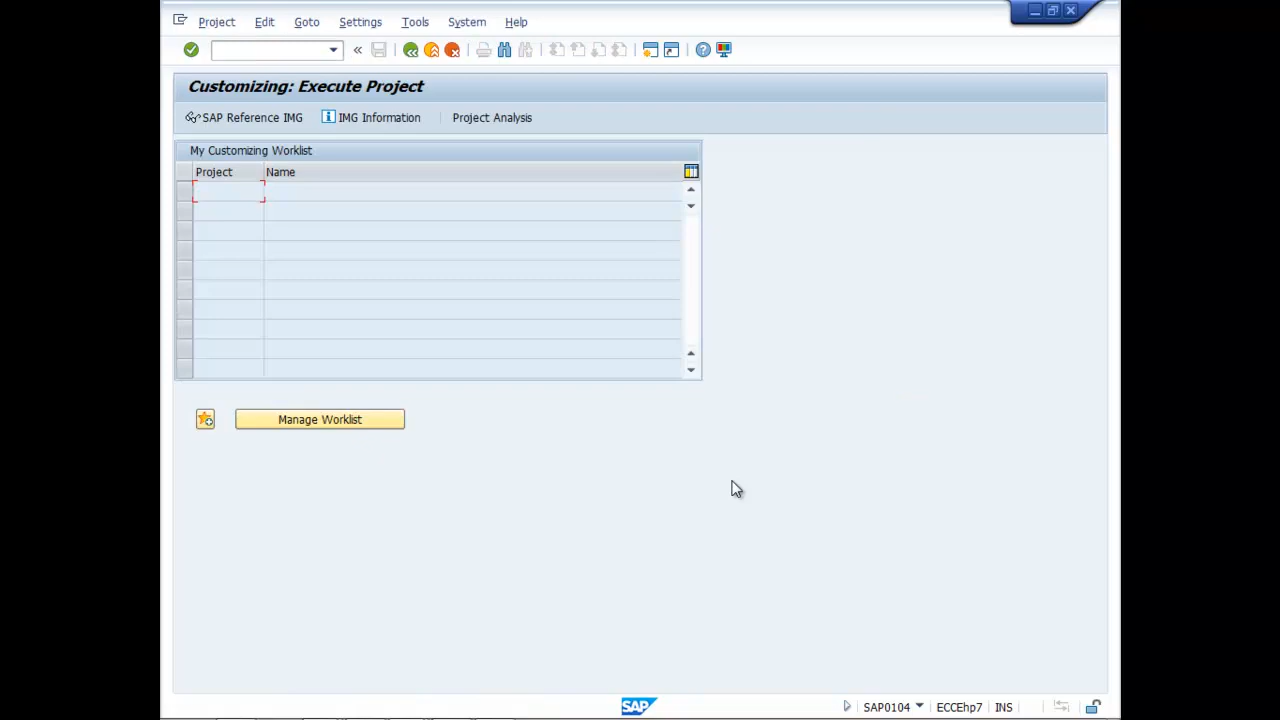 Project Edit Goto Settings Tools System Help
Customizing: Execute Project
SAP Reference IMG IMG Information Project Analysis
My Customizing Worklist
Project Name
Manage Worklist
SAP SAP0104 ECCEhp7 INS